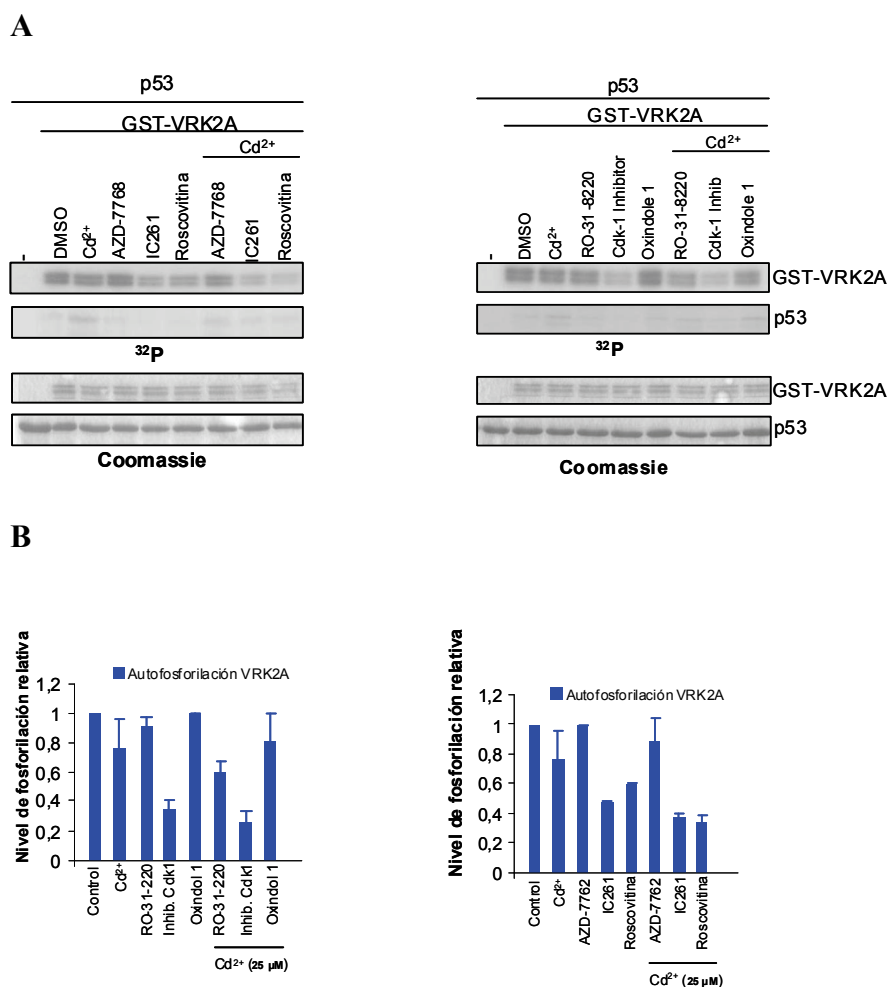 A
p53
GST-VRK2A
Cd²⁺
-
DMSO
Cd²⁺
AZD-7768
IC261
Roscovitina
AZD-7768
IC261
Roscovitina
³²P
Coomassie
p53
GST-VRK2A
Cd²⁺
-
DMSO
Cd²⁺
RO-31-8220
Cdk-1 Inhibitor
Oxindole 1
RO-31-8220
Cdk-1 Inhib
Oxindole 1
GST-VRK2A
p53
³²P
GST-VRK2A
p53
Coomassie
B
Nivel de fosforilación relativa
Autofosforilación VRK2A
1,2
1
0,8
0,6
0,4
0,2
0
Control
Cd²⁺
RO-31-220
Inhib. Cdk1
Oxindol 1
RO-31-220
Inhib. Cdk1
Oxindol 1
Cd²⁺ (25 µM)
Nivel de fosforilación relativa
Autofosforilación VRK2A
1,2
1
0,8
0,6
0,4
0,2
0
Control
Cd²⁺
AZD-7762
IC261
Roscovitina
AZD-7762
IC261
Roscovitina
Cd²⁺ (25 µM)